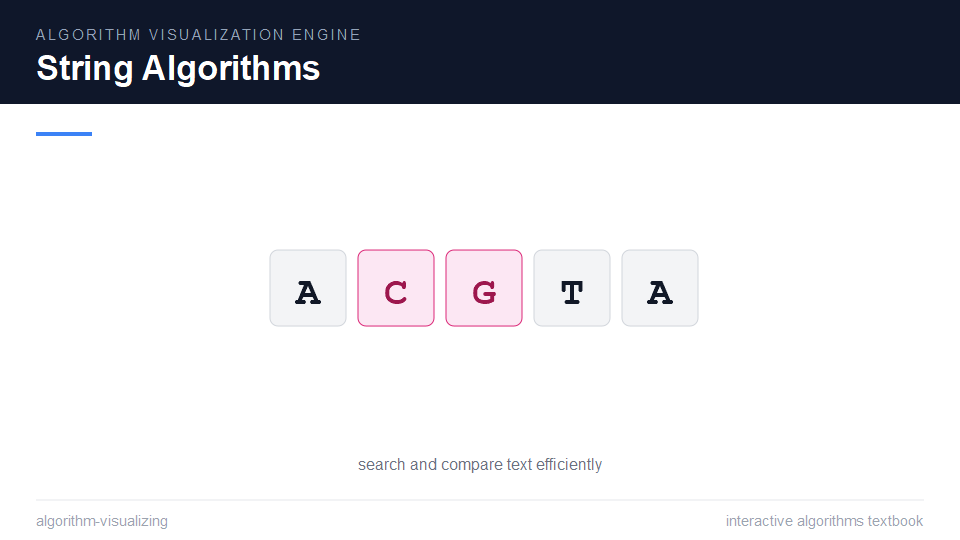 ALGORITHM VISUALIZATION ENGINE
String Algorithms
A C G T A
search and compare text efficiently
algorithm-visualizing
interactive algorithms textbook